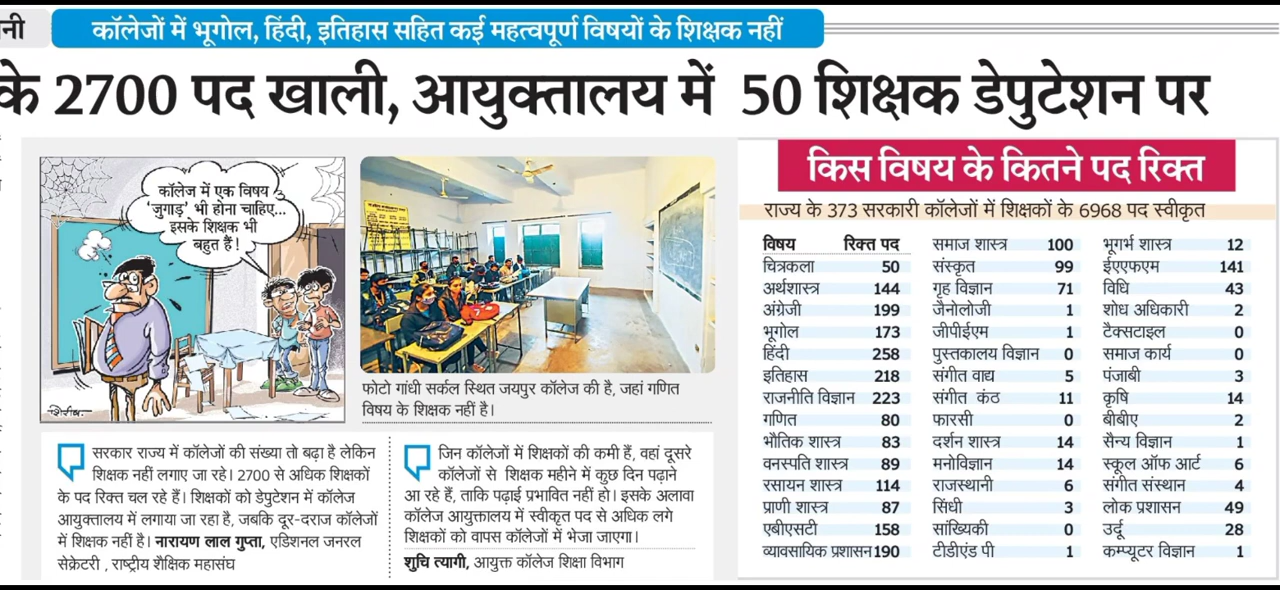 नी
कॉलेजों में भूगोल, हिंदी, इतिहास सहित कई महत्वपूर्ण विषयों के शिक्षक नहीं
के 2700 पद खाली, आयुक्तालय में 50 शिक्षक डेपुटेशन पर
कॉलेज में एक विषय
'जुगाड़' भी होना चाहिए...
इसके शिक्षक भी
बहुत हैं!
फोटो गांधी सर्कल स्थित जयपुर कॉलेज की है, जहां गणित
विषय के शिक्षक नहीं है।
सरकार राज्य में कॉलेजों की संख्या तो बढ़ा है लेकिन
शिक्षक नहीं लगाए जा रहे। 2700 से अधिक शिक्षकों
के पद रिक्त चल रहे हैं। शिक्षकों को डेपुटेशन में कॉलेज
आयुक्तालय में लगाया जा रहा है, जबकि दूर-दराज कॉलेजों
में शिक्षक नहीं है। नारायण लाल गुप्ता, एडिशनल जनरल
सेक्रेटरी , राष्ट्रीय शैक्षिक महासंघ
जिन कॉलेजों में शिक्षकों की कमी हैं, वहां दूसरे
कॉलेजों से शिक्षक महीने में कुछ दिन पढ़ाने
आ रहे हैं, ताकि पढ़ाई प्रभावित नहीं हो। इसके अलावा
कॉलेज आयुक्तालय में स्वीकृत पद से अधिक लगे
शिक्षकों को वापस कॉलेजों में भेजा जाएगा।
शुचि त्यागी, आयुक्त कॉलेज शिक्षा विभाग
किस विषय के कितने पद रिक्त
राज्य के 373 सरकारी कॉलेजों में शिक्षकों के 6968 पद स्वीकृत
विषय रिक्त पद
चित्रकला 50
अर्थशास्त्र 144
अंग्रेजी 199
भूगोल 173
हिंदी 258
इतिहास 218
राजनीति विज्ञान 223
गणित 80
भौतिक शास्त्र 83
वनस्पति शास्त्र 89
रसायन शास्त्र 114
प्राणी शास्त्र 87
एबीएसटी 158
व्यावसायिक प्रशासन 190
समाज शास्त्र 100
संस्कृत 99
गृह विज्ञान 71
जैनोलोजी 1
जीपीईएम 1
पुस्तकालय विज्ञान 0
संगीत वाद्य 5
संगीत कंठ 11
फारसी 0
दर्शन शास्त्र 14
मनोविज्ञान 14
राजस्थानी 6
सिंधी 3
सांख्यिकी 0
टीडीएंड पी 1
भूगर्भ शास्त्र 12
ईएएफएम 141
विधि 43
शोध अधिकारी 2
टैक्सटाइल 0
समाज कार्य 0
पंजाबी 3
कृषि 14
बीबीए 2
सैन्य विज्ञान 1
स्कूल ऑफ आर्ट 6
संगीत संस्थान 4
लोक प्रशासन 49
उर्दू 28
कम्प्यूटर विज्ञान 1